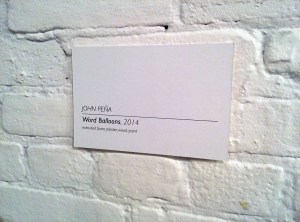 JOHN PEÑA
Word Balloons, 2014
extruded foam, plaster, wood, paint